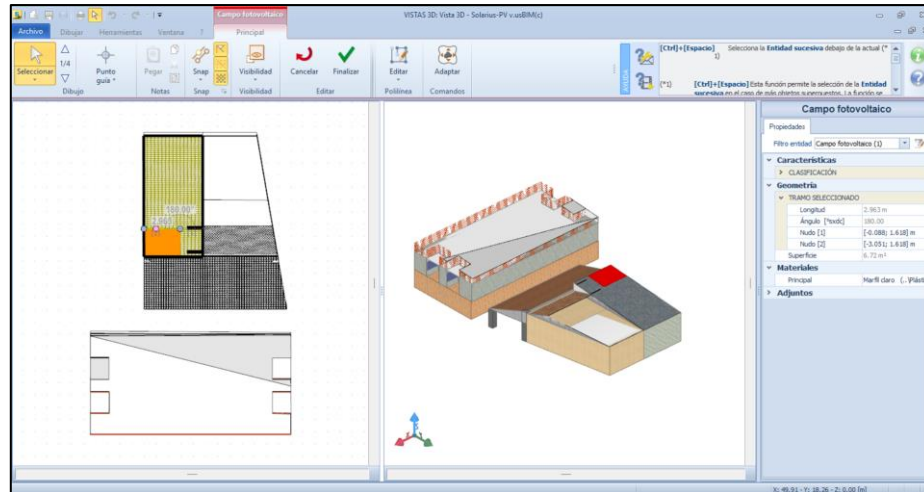 Campo fotovoltaico
VISTAS 3D: Vista 3D - Solarius-PV v.usBIM(c)
Archivo Dibujar Herramientas Ventana ? Principal
Seleccionar
1/4
Punto guía
Pegar
Snap
Visibilidad
Cancelar
Finalizar
Editar
Adaptar
Dibujo Notas Snap Visibilidad Editar Polilínea Comandos
AYUDA
[Ctrl]+[Espacio] Selecciona la Entidad sucesiva debajo de la actual (*
1)
(*1) [Ctrl]+[Espacio] Esta función permite la selección de la Entidad
sucesiva en el caso de más objetos superpuestos. La función se
180.00°
2.963
Campo fotovoltaico
Propiedades
Filtro entidad Campo fotovoltaico (1)
Características
CLASIFICACIÓN
Geometría
TRAMO SELECCIONADO
Longitud 2.963 m
Ángulo [°sxdc] 180.00
Nudo [1] [-0.088; 1.618] m
Nudo [2] [-3.051; 1.618] m
Superficie 6.72 m²
Materiales
Principal Marfil claro (..\Plást
Adjuntos
X: 49.91 - Y: 18.26 - Z: 0.00 [m]